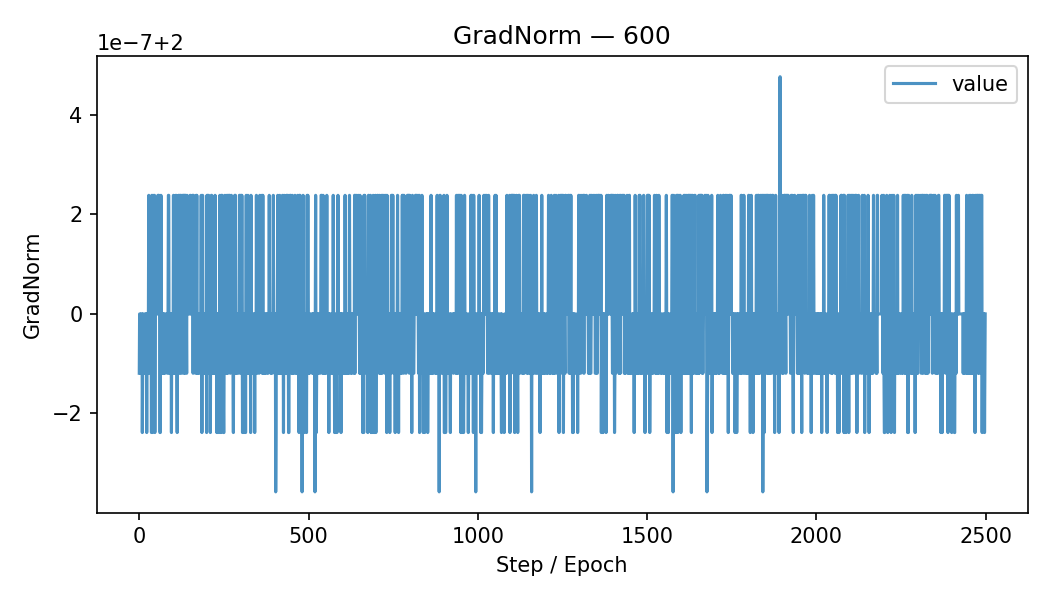 GradNorm — 600
1e−7+2
value
4
2
0
−2
GradNorm
0
500
1000
1500
2000
2500
Step / Epoch